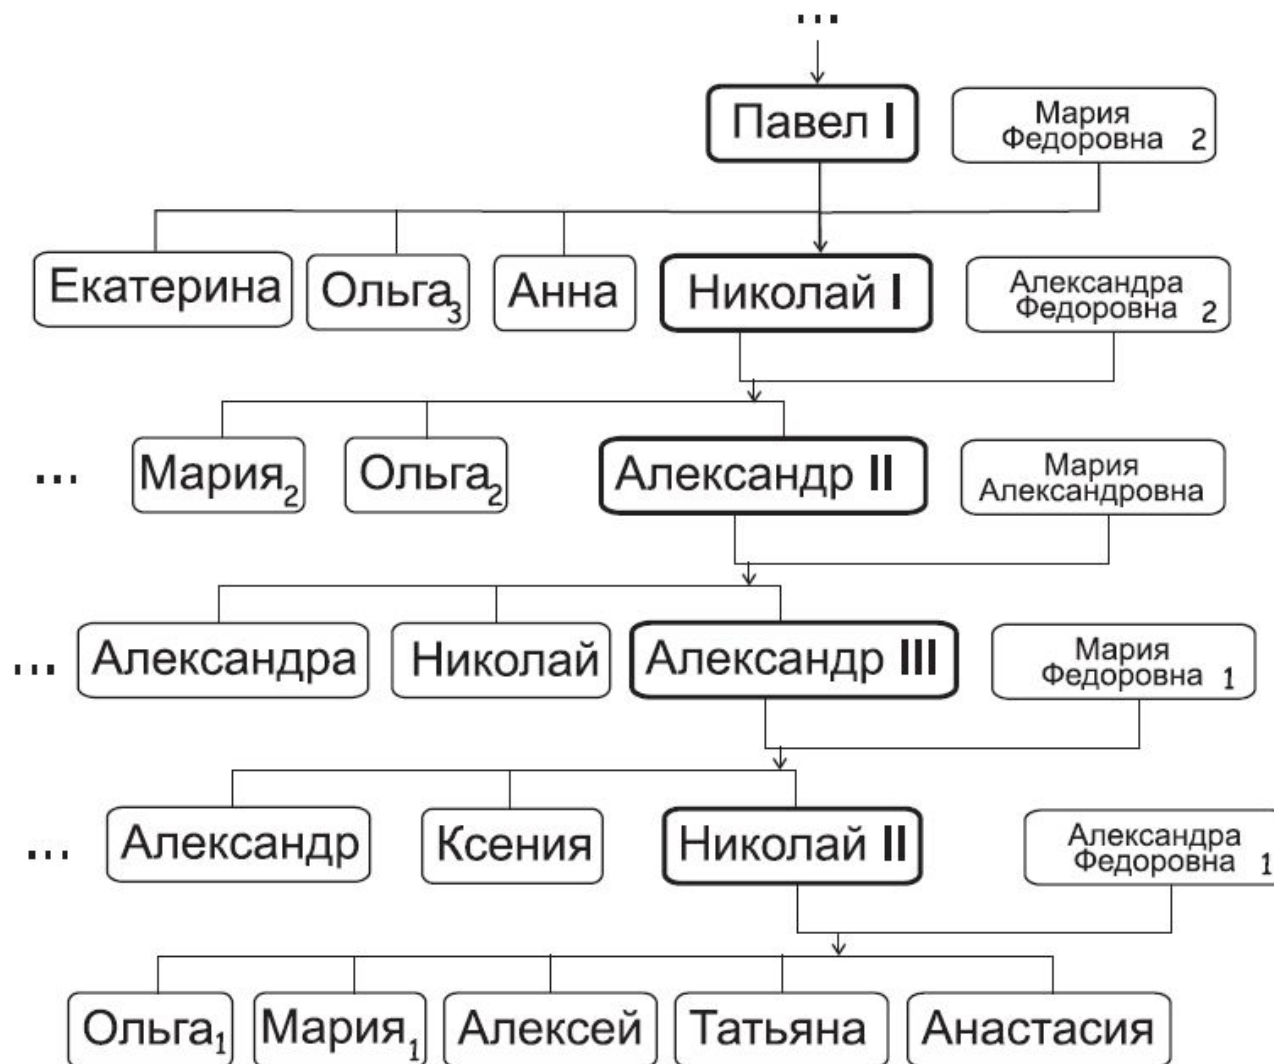 ...
Павел I
Мария
Федоровна 2
Екатерина
Ольга3
Анна
Николай I
Александра
Федоровна 2
...
Мария2
Ольга2
Александр II
Мария
Александровна
...
Александра
Николай
Александр III
Мария
Федоровна 1
...
Александр
Ксения
Николай II
Александра
Федоровна 1
Ольга1
Мария1
Алексей
Татьяна
Анастасия